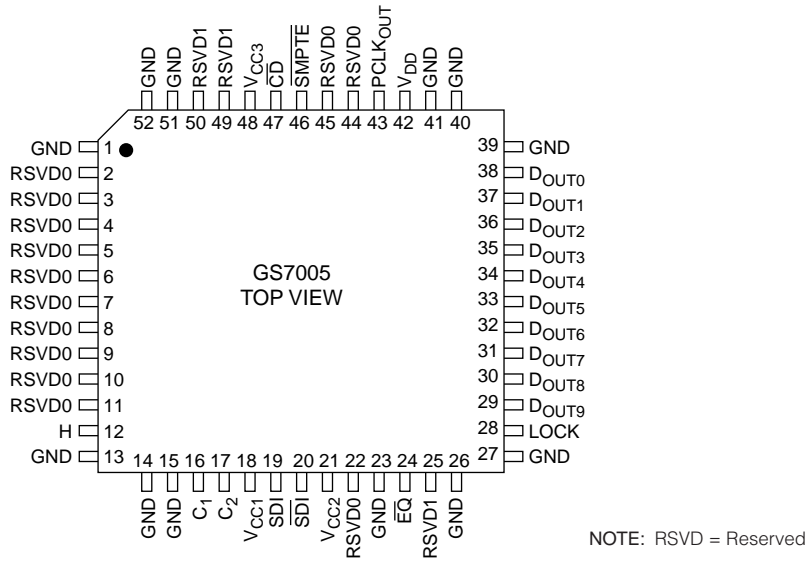 GND
GND
RSVD1
RSVD1
VCC3
CD
SMPTE
RSVD0
RSVD0
PCLKOUT
VDD
GND
GND
52 51 50 49 48 47 46 45 44 43 42 41 40
GND 1
RSVD0 2
RSVD0 3
RSVD0 4
RSVD0 5
RSVD0 6
RSVD0 7
RSVD0 8
RSVD0 9
RSVD0 10
RSVD0 11
H 12
GND 13
GS7005
TOP VIEW
39 GND
38 DOUT0
37 DOUT1
36 DOUT2
35 DOUT3
34 DOUT4
33 DOUT5
32 DOUT6
31 DOUT7
30 DOUT8
29 DOUT9
28 LOCK
27 GND
14 15 16 17 18 19 20 21 22 23 24 25 26
GND
GND
C1
C2
VCC1
SDI
SDI
VCC2
RSVD0
GND
EQ
RSVD1
GND
NOTE: RSVD = Reserved